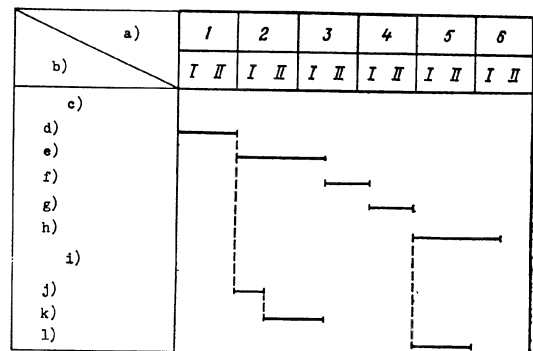 a) 1 2 3 4 5 6
b) I II I II I II I II I II I II
c)
d)
e)
f)
g)
h)
i)
j)
k)
l)